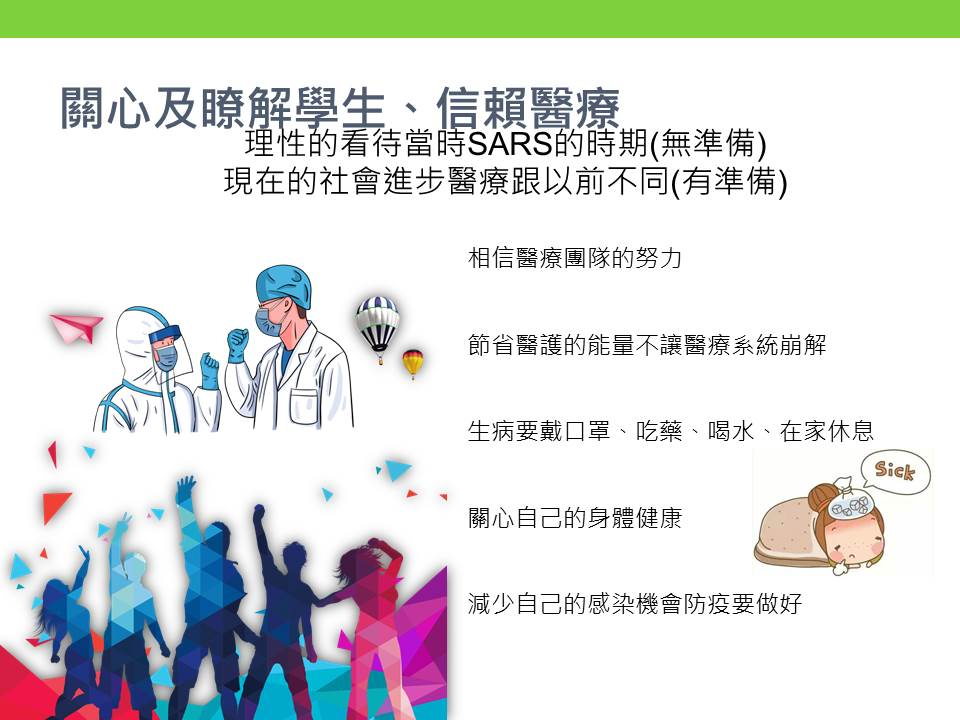 關心及瞭解學生、信賴醫療
理性的看待當時SARS的時期(無準備)
現在的社會進步醫療跟以前不同(有準備)
相信醫療團隊的努力
節省醫護的能量不讓醫療系統崩解
生病要戴口罩、吃藥、喝水、在家休息
Sick
關心自己的身體健康
減少自己的感染機會防疫要做好